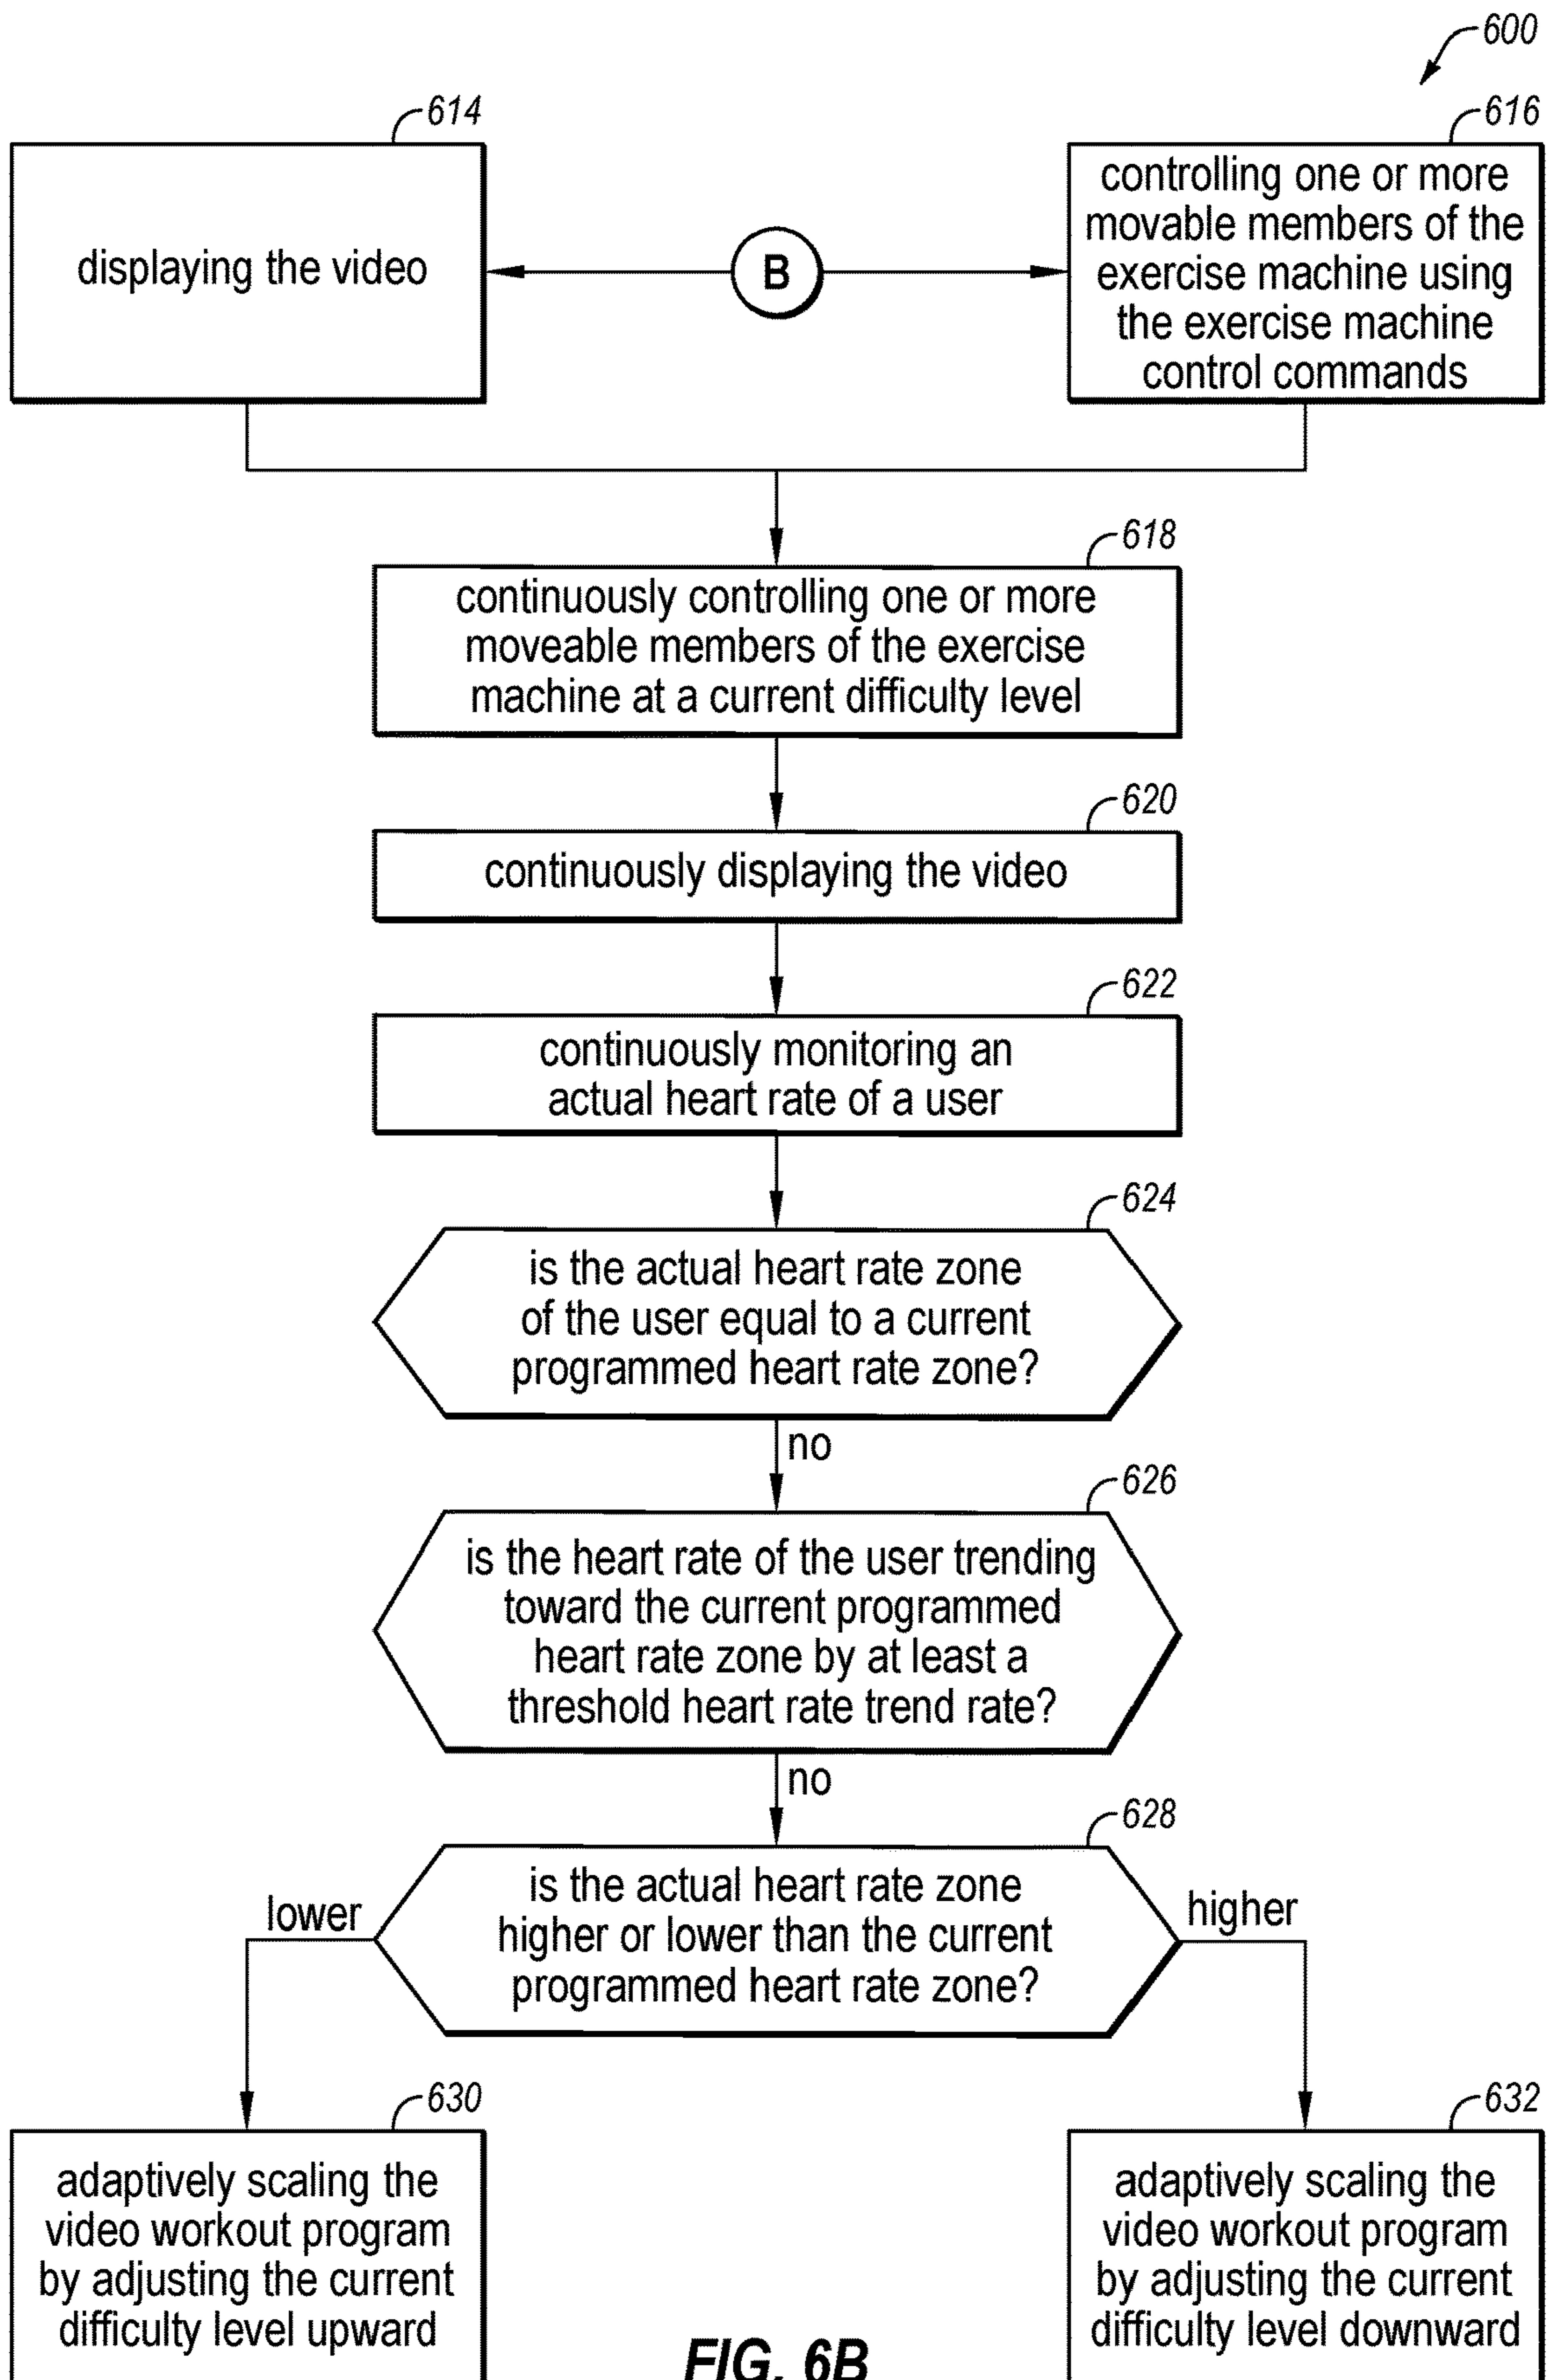 600
614
616
displaying the video
B
controlling one or more
movable members of the
exercise machine using
the exercise machine
control commands
618
continuously controlling one or more
moveable members of the exercise
machine at a current difficulty level
620
continuously displaying the video
622
continuously monitoring an
actual heart rate of a user
624
is the actual heart rate zone
of the user equal to a current
programmed heart rate zone?
no
626
is the heart rate of the user trending
toward the current programmed
heart rate zone by at least a
threshold heart rate trend rate?
no
628
is the actual heart rate zone
higher or lower than the current
programmed heart rate zone?
lower
higher
630
adaptively scaling the
video workout program
by adjusting the current
difficulty level upward
632
adaptively scaling the
video workout program
by adjusting the current
difficulty level downward
FIG. 6B